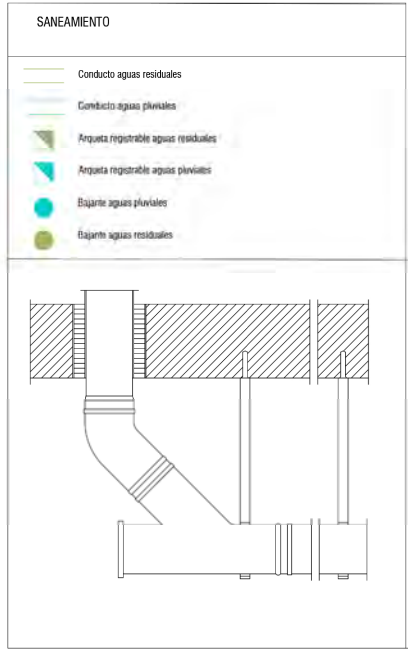 SANEAMIENTO
Conducto aguas residuales
Conducto aguas pluviales
Arqueta registrable aguas residuales
Arqueta registrable aguas pluviales
Bajante aguas pluviales
Bajante aguas residuales